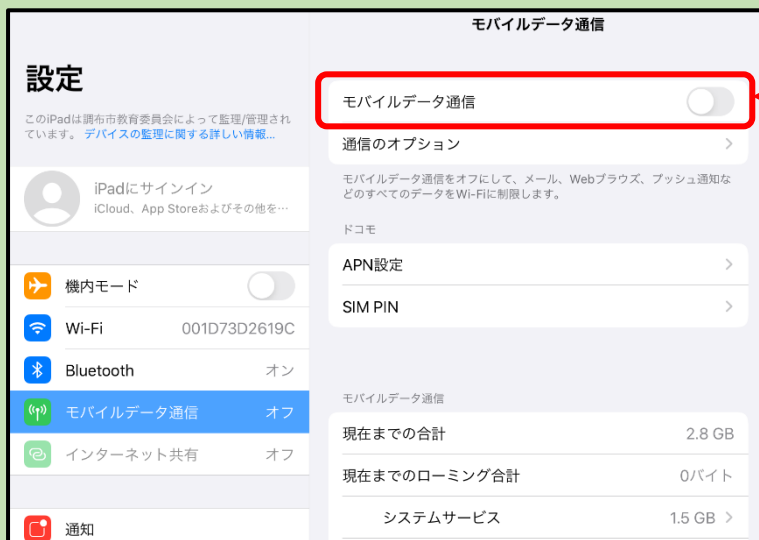 設定
このiPadは調布市教育委員会によって監理/管理され
ています。 デバイスの監理に関する詳しい情報...
iPadにサインイン
iCloud、App Storeおよびその他を…
機内モード
Wi-Fi 001D73D2619C
Bluetooth オン
モバイルデータ通信 オフ
インターネット共有 オフ
通知
モバイルデータ通信
モバイルデータ通信
通信のオプション
モバイルデータ通信をオフにして、メール、Webブラウズ、プッシュ通知な
どのすべてのデータをWi-Fiに制限します。
ドコモ
APN設定
SIM PIN
モバイルデータ通信
現在までの合計 2.8 GB
現在までのローミング合計 0バイト
システムサービス 1.5 GB